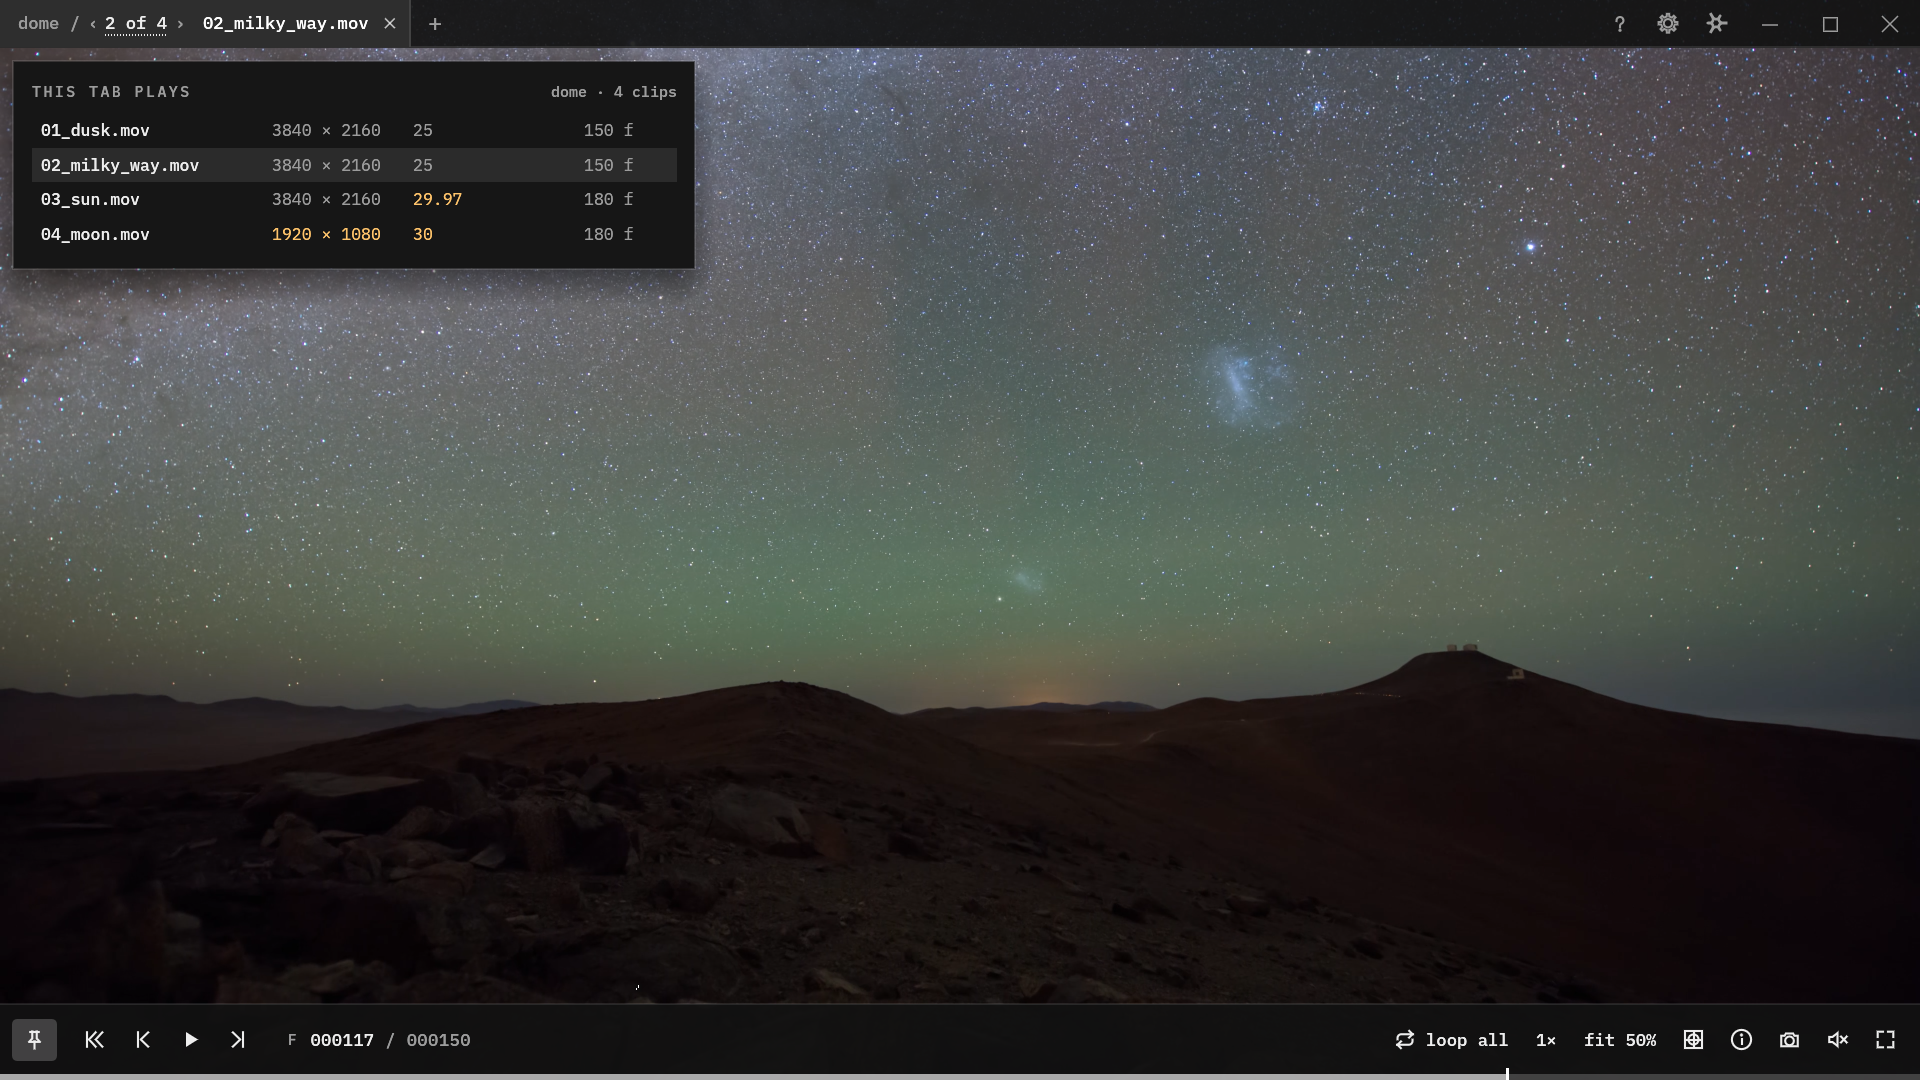 dome / ‹ 2 of 4 › 02_milky_way.mov × +
?
THIS TAB PLAYS dome · 4 clips
01_dusk.mov 3840 × 2160 25 150 f
02_milky_way.mov 3840 × 2160 25 150 f
03_sun.mov 3840 × 2160 29.97 180 f
04_moon.mov 1920 × 1080 30 180 f
F 000117 / 000150 loop all 1× fit 50%